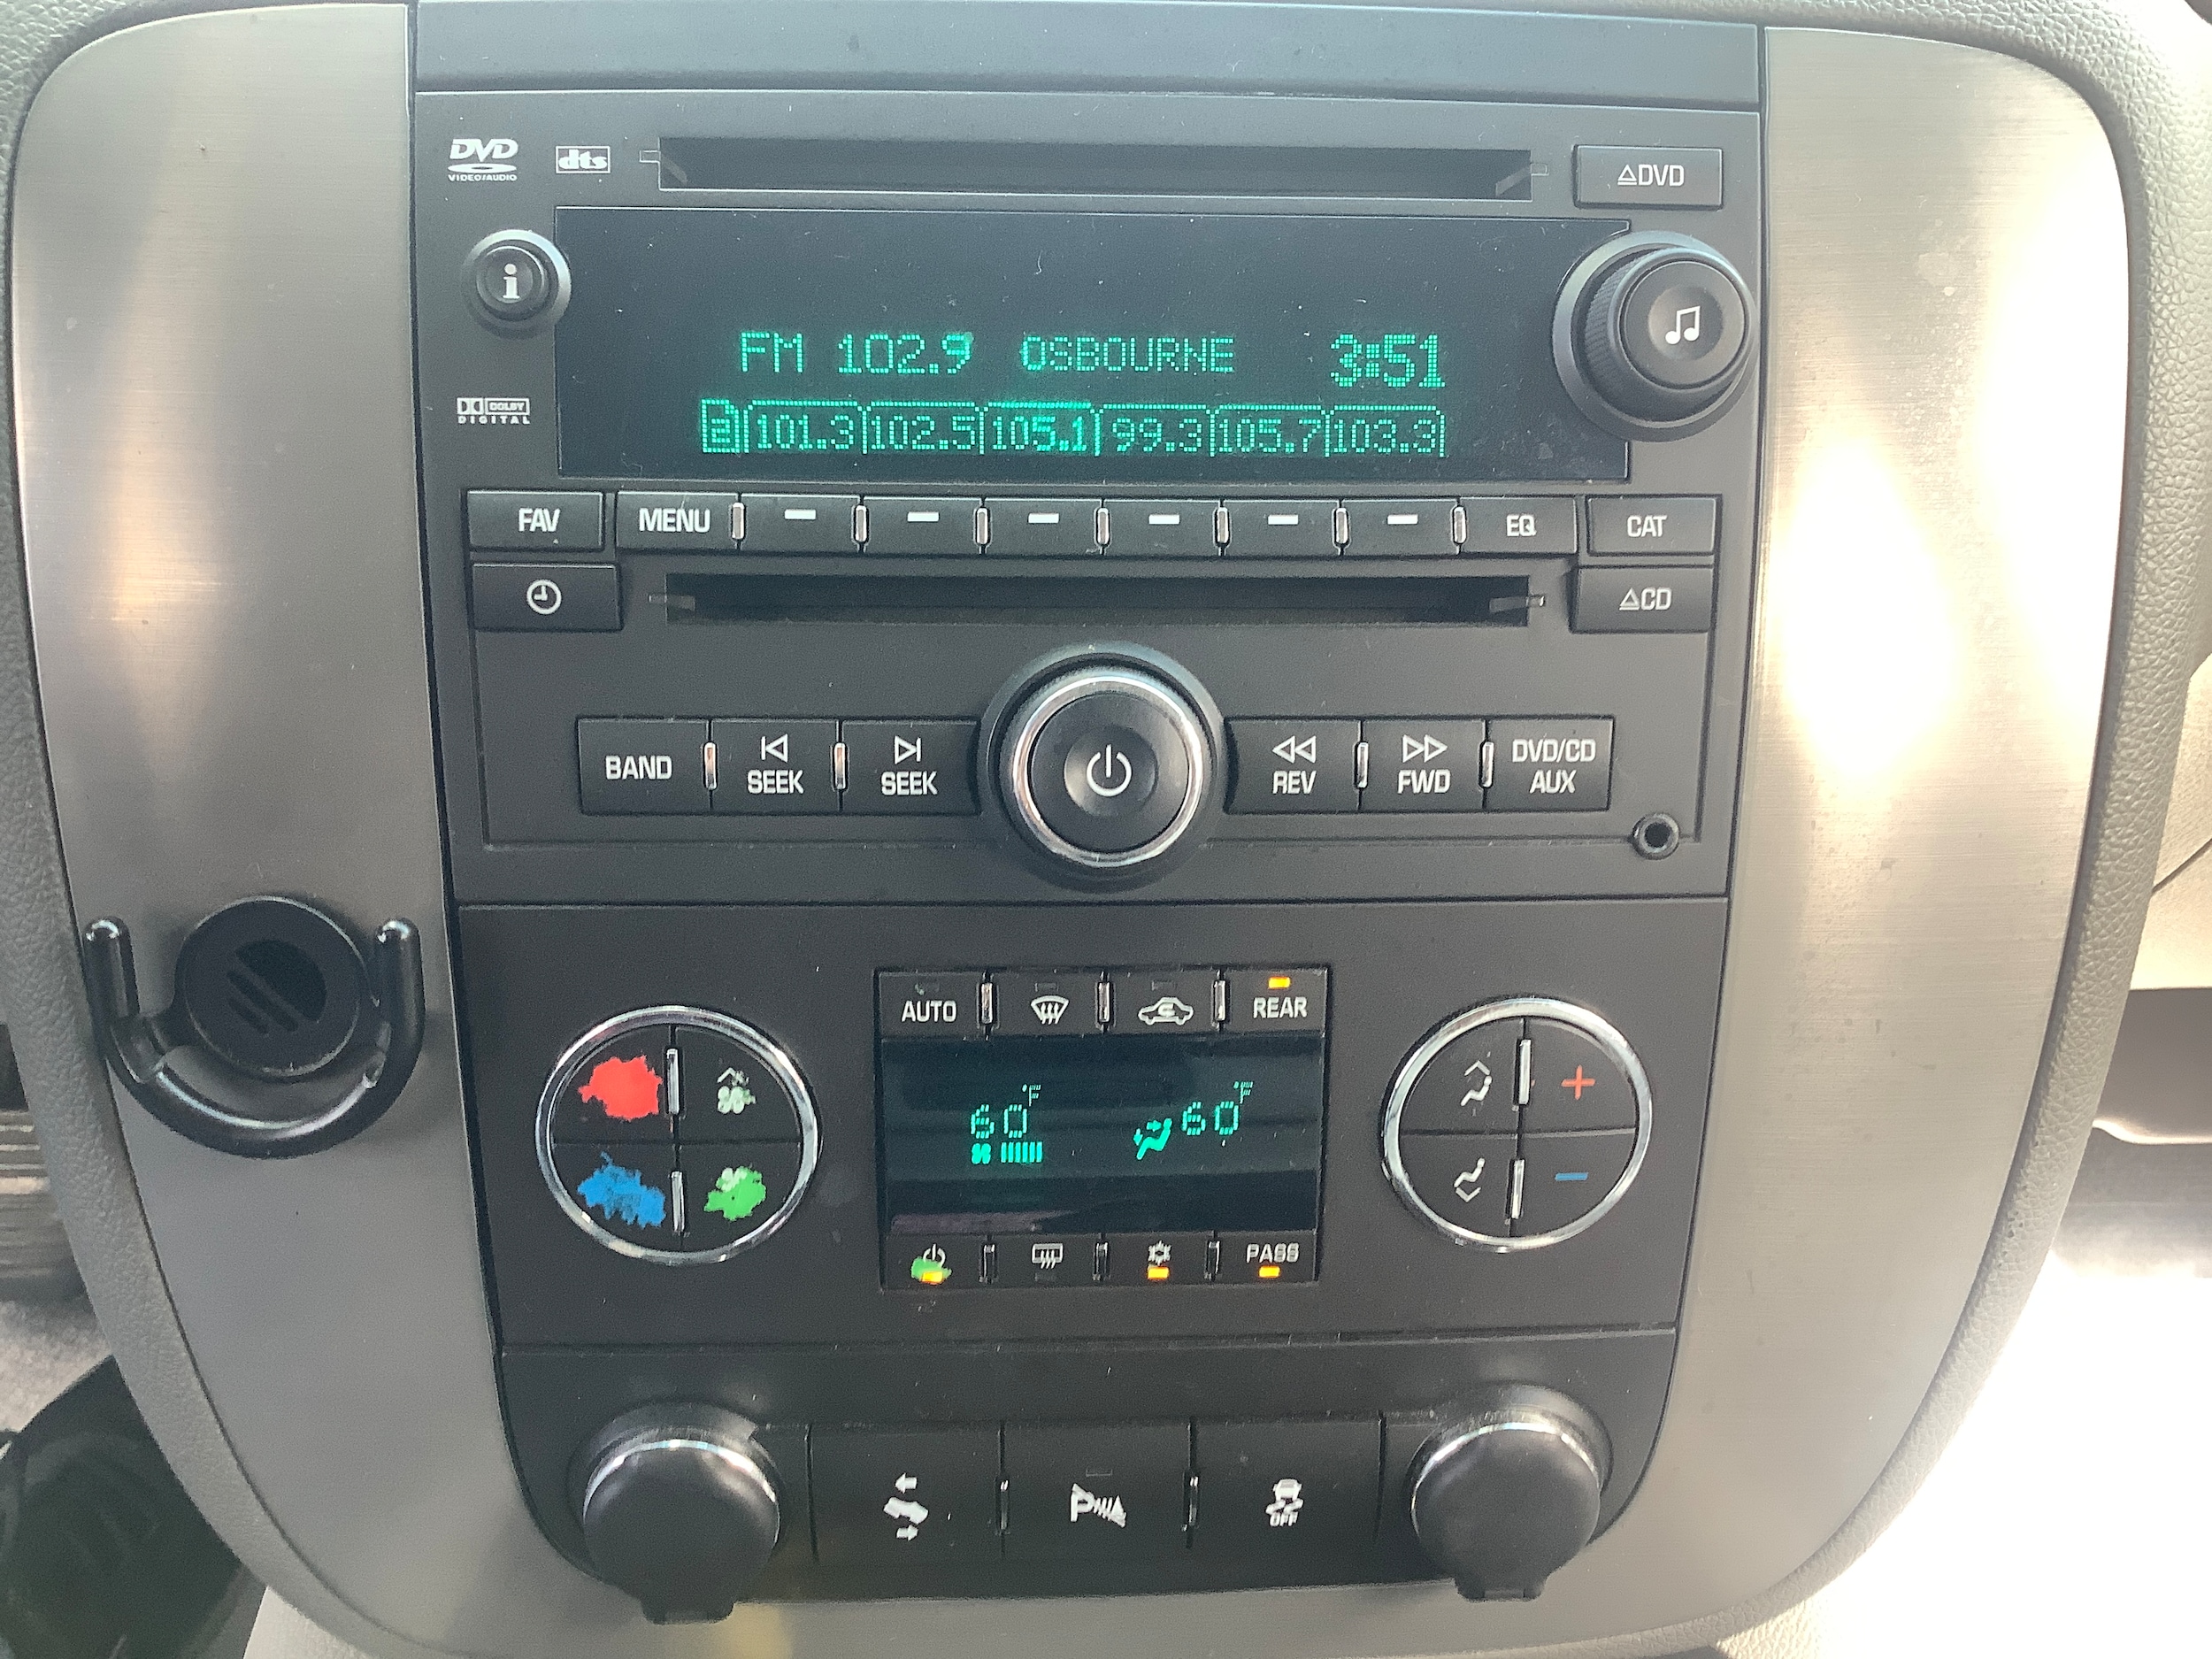 DVD
VIDEO/AUDIO
dts
DVD
i
FM 102.9 OSBOURNE 3:51
DOLBY
DIGITAL
2 101.3 102.5 105.1 99.3 105.7 103.3
FAV MENU EQ CAT
CD
BAND SEEK SEEK REV FWD DVD/CD
AUX
AUTO REAR
60°F 60°F
PASS
P
OFF